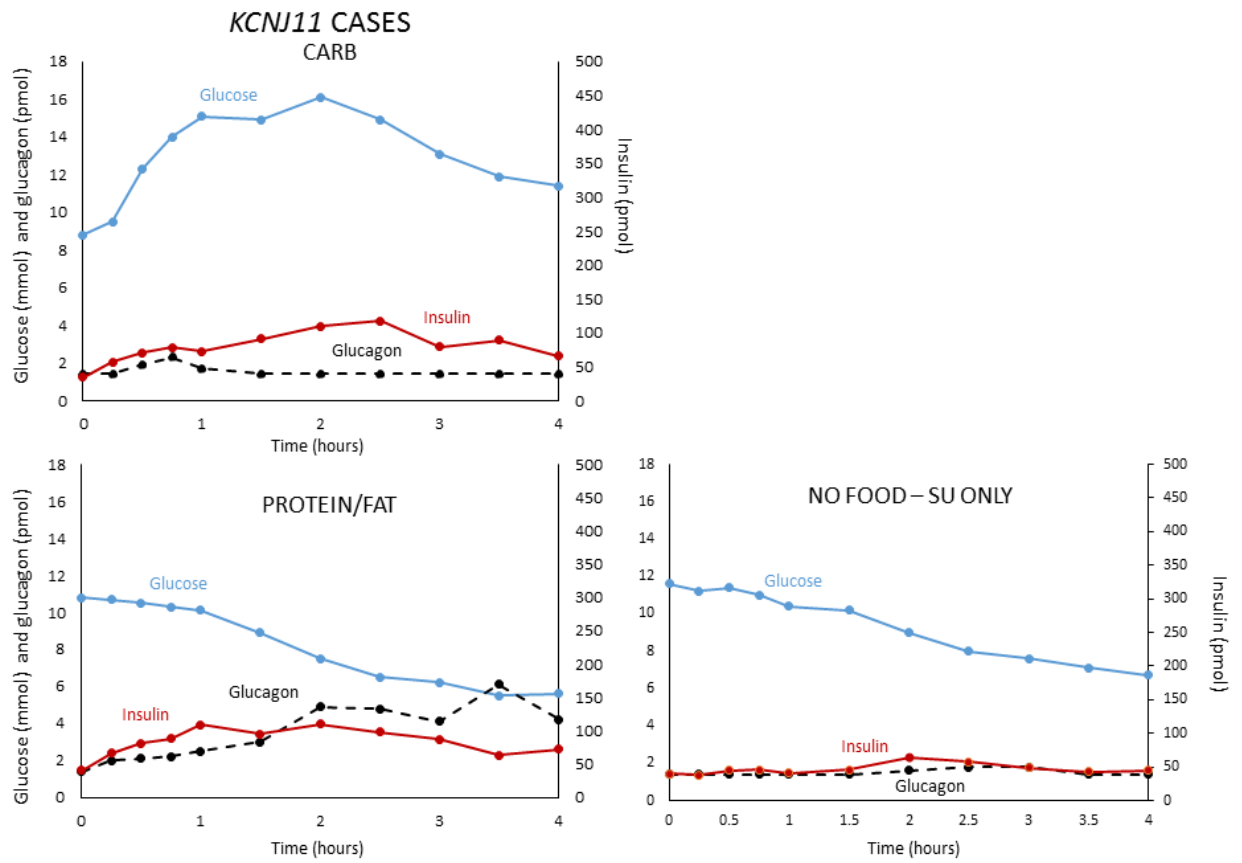 KCNJ11 CASES
CARB
Glucose (mmol) and glucagon (pmol)
18
16
14
12
10
8
6
4
2
0
Glucose
Insulin
Glucagon
500
450
400
350
300
250
200
150
100
50
0
Insulin (pmol)
0 1 2 3 4
Time (hours)
PROTEIN/FAT
Glucose (mmol) and glucagon (pmol)
18
16
14
12
10
8
6
4
2
0
Glucose
Glucagon
Insulin
500
450
400
350
300
250
200
150
100
50
0
0 1 2 3 4
Time (hours)
NO FOOD – SU ONLY
18
16
14
12
10
8
6
4
2
0
Glucose
Insulin
Glucagon
500
450
400
350
300
250
200
150
100
50
0
Insulin (pmol)
0 0.5 1 1.5 2 2.5 3 3.5 4
Time (hours)